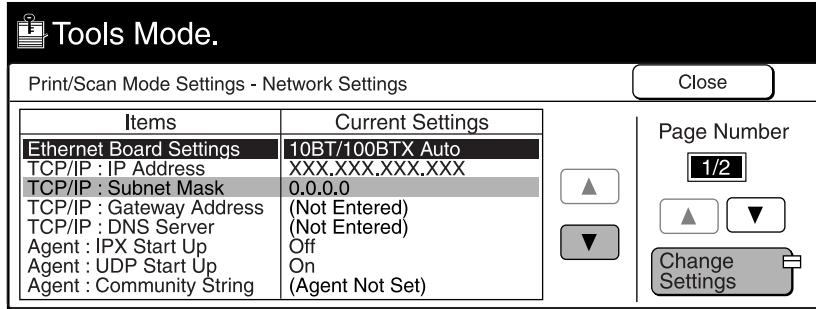 Tools Mode.
Print/Scan Mode Settings - Network Settings
Close
Items Current Settings
Ethernet Board Settings 10BT/100BTX Auto
TCP/IP : IP Address XXX.XXX.XXX.XXX
TCP/IP : Subnet Mask 0.0.0.0
TCP/IP : Gateway Address (Not Entered)
TCP/IP : DNS Server (Not Entered)
Agent : IPX Start Up Off
Agent : UDP Start Up On
Agent : Community String (Agent Not Set)
Page Number
1/2
Change
Settings